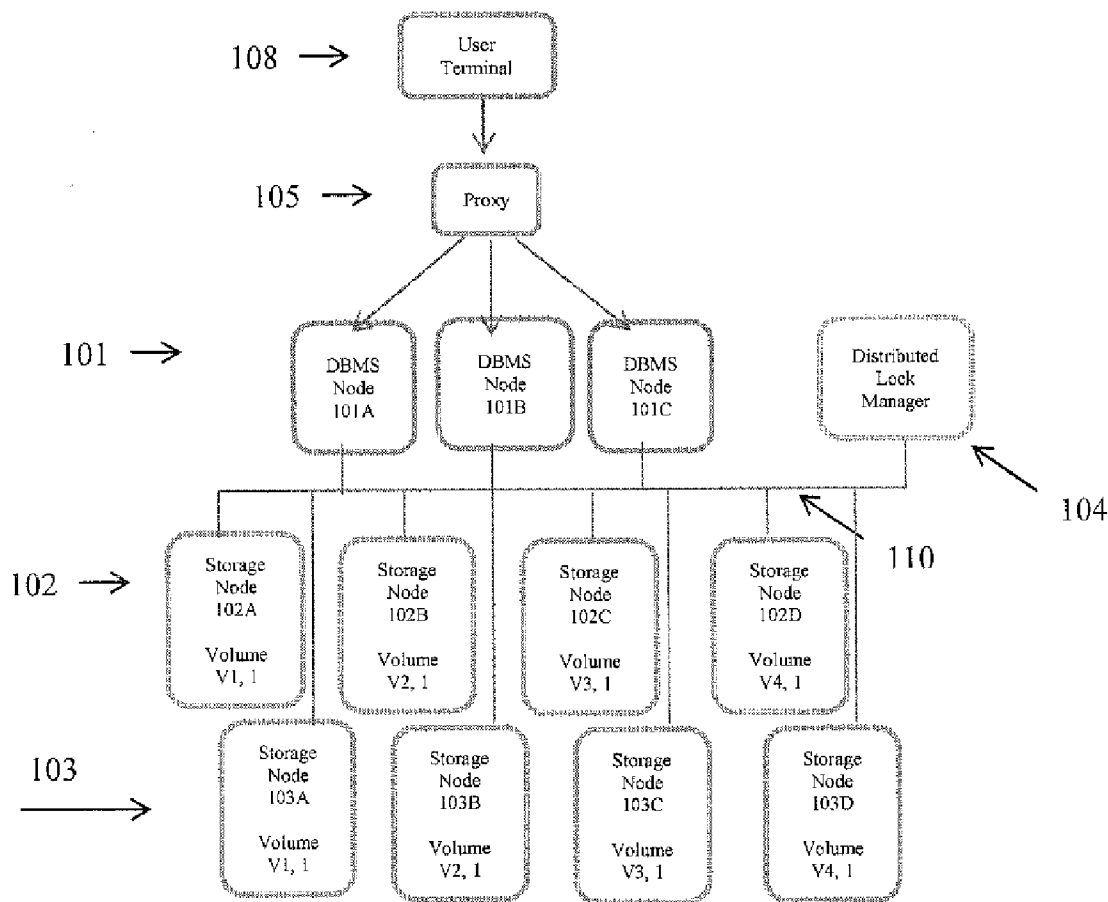 108
User
Terminal
105
Proxy
101
DBMS
Node
101A
DBMS
Node
101B
DBMS
Node
101C
Distributed
Lock
Manager
104
110
102
Storage
Node
102A
Volume
V1, 1
Storage
Node
102B
Volume
V2, 1
Storage
Node
102C
Volume
V3, 1
Storage
Node
102D
Volume
V4, 1
103
Storage
Node
103A
Volume
V1, 1
Storage
Node
103B
Volume
V2, 1
Storage
Node
103C
Volume
V3, 1
Storage
Node
103D
Volume
V4, 1